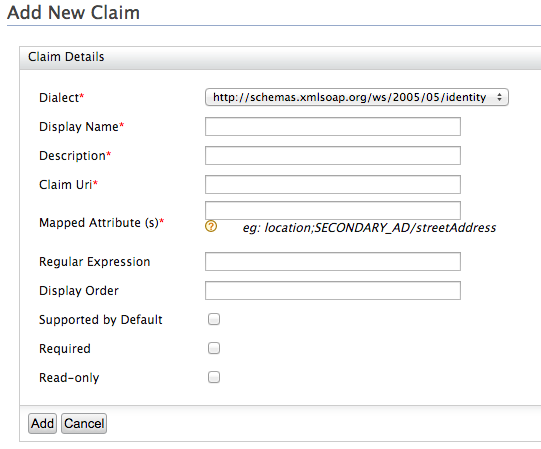 Add New Claim
Claim Details
Dialect* http://schemas.xmlsoap.org/ws/2005/05/identity
Display Name*
Description*
Claim Uri*
Mapped Attribute (s)*
? eg: location;SECONDARY_AD/streetAddress
Regular Expression
Display Order
Supported by Default
Required
Read-only
Add Cancel